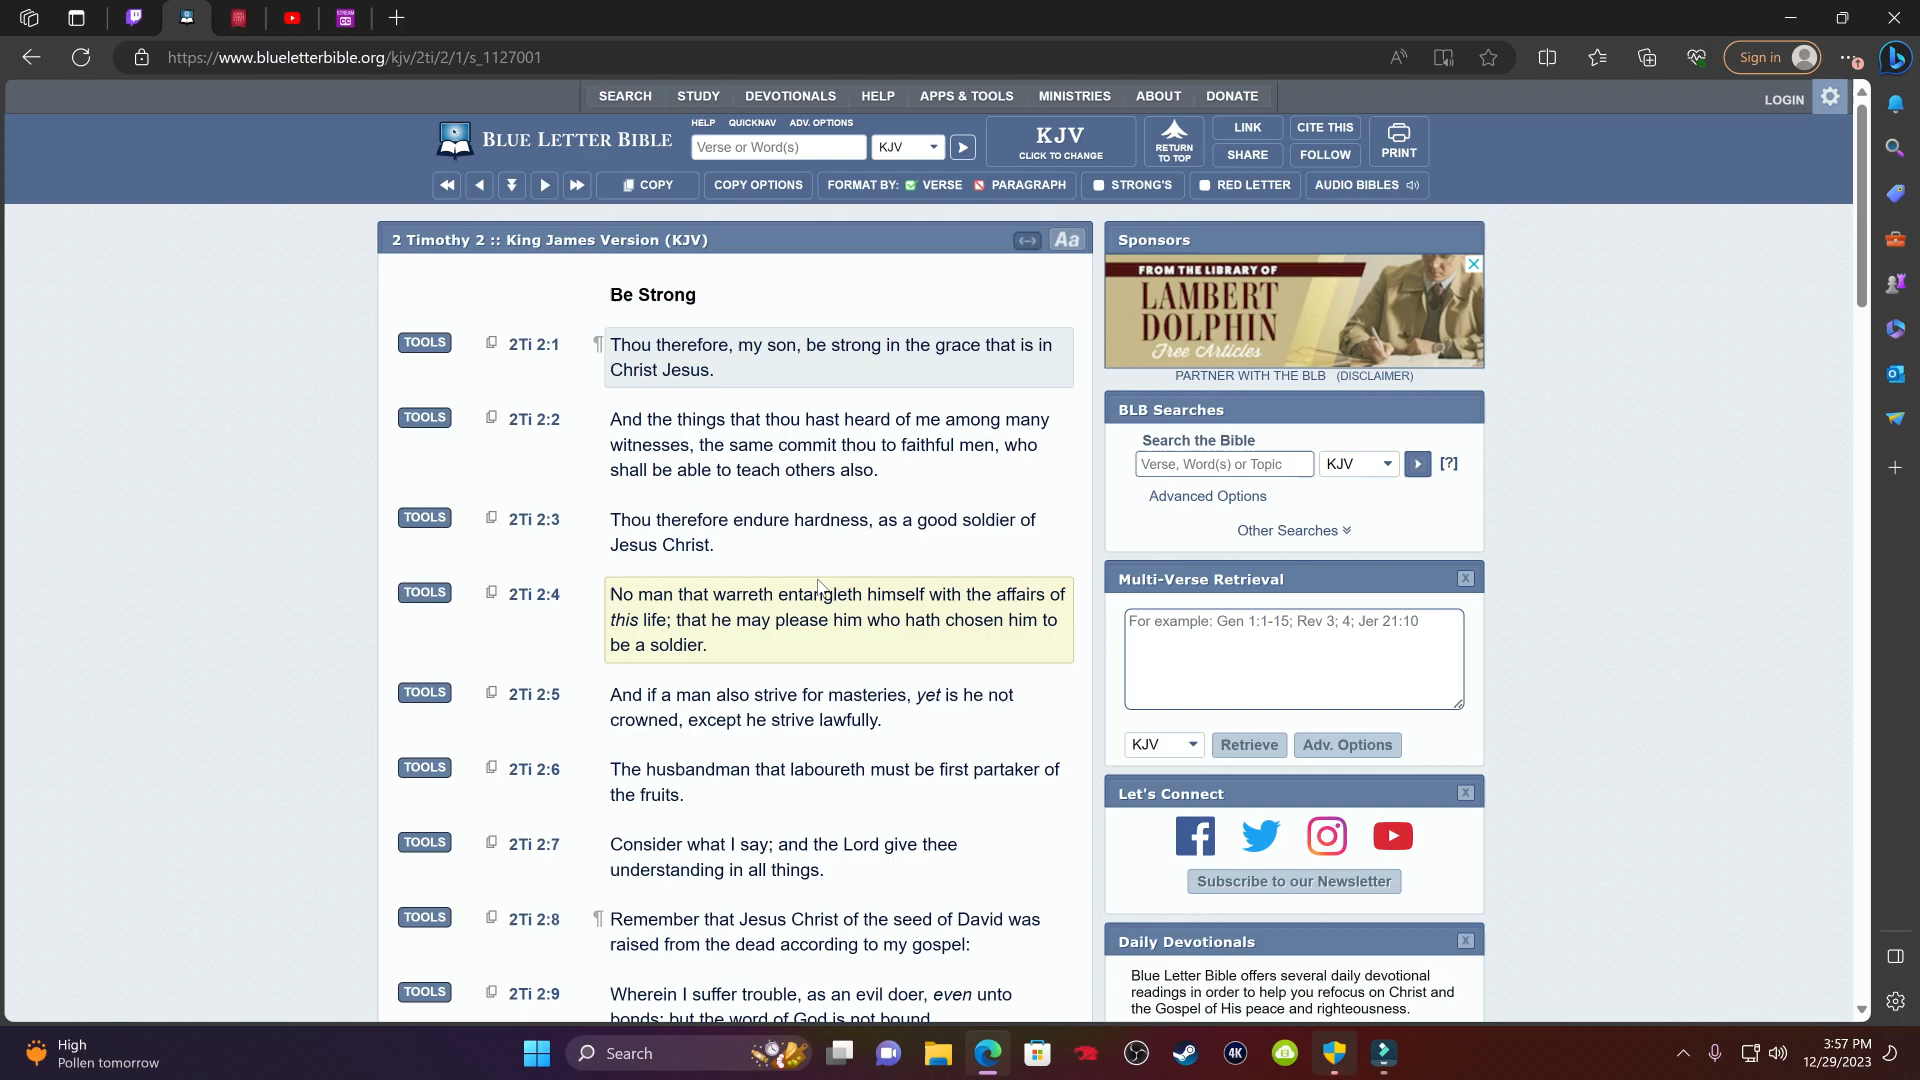 https://www.blueletterbible.org/kjv/2ti/2/1/s_1127001
Sign in
SEARCH STUDY DEVOTIONALS HELP APPS & TOOLS MINISTRIES ABOUT DONATE
LOGIN
BLUE LETTER BIBLE
HELP QUICKNAV ADV. OPTIONS
Verse or Word(s) KJV
KJV
CLICK TO CHANGE
RETURN
TO TOP
LINK CITE THIS
SHARE FOLLOW
PRINT
COPY COPY OPTIONS FORMAT BY: VERSE PARAGRAPH STRONG'S RED LETTER AUDIO BIBLES
2 Timothy 2 :: King James Version (KJV)
Aa
Be Strong
TOOLS 2Ti 2:1 ¶ Thou therefore, my son, be strong in the grace that is in
Christ Jesus.
TOOLS 2Ti 2:2 And the things that thou hast heard of me among many
witnesses, the same commit thou to faithful men, who
shall be able to teach others also.
TOOLS 2Ti 2:3 Thou therefore endure hardness, as a good soldier of
Jesus Christ.
TOOLS 2Ti 2:4 No man that warreth entangleth himself with the affairs of
this life; that he may please him who hath chosen him to
be a soldier.
TOOLS 2Ti 2:5 And if a man also strive for masteries, yet is he not
crowned, except he strive lawfully.
TOOLS 2Ti 2:6 The husbandman that laboureth must be first partaker of
the fruits.
TOOLS 2Ti 2:7 Consider what I say; and the Lord give thee
understanding in all things.
TOOLS 2Ti 2:8 ¶ Remember that Jesus Christ of the seed of David was
raised from the dead according to my gospel:
TOOLS 2Ti 2:9 Wherein I suffer trouble, as an evil doer, even unto
bonds; but the word of God is not bound.
Sponsors
FROM THE LIBRARY OF
LAMBERT
DOLPHIN
Free Articles
PARTNER WITH THE BLB (DISCLAIMER)
BLB Searches
Search the Bible
Verse, Word(s) or Topic KJV [?]
Advanced Options
Other Searches
Multi-Verse Retrieval X
For example: Gen 1:1-15; Rev 3; 4; Jer 21:10
KJV Retrieve Adv. Options
Let's Connect X
Subscribe to our Newsletter
Daily Devotionals X
Blue Letter Bible offers several daily devotional
readings in order to help you refocus on Christ and
the Gospel of His peace and righteousness.
High
Pollen tomorrow
Search
4K
3:57 PM
12/29/2023